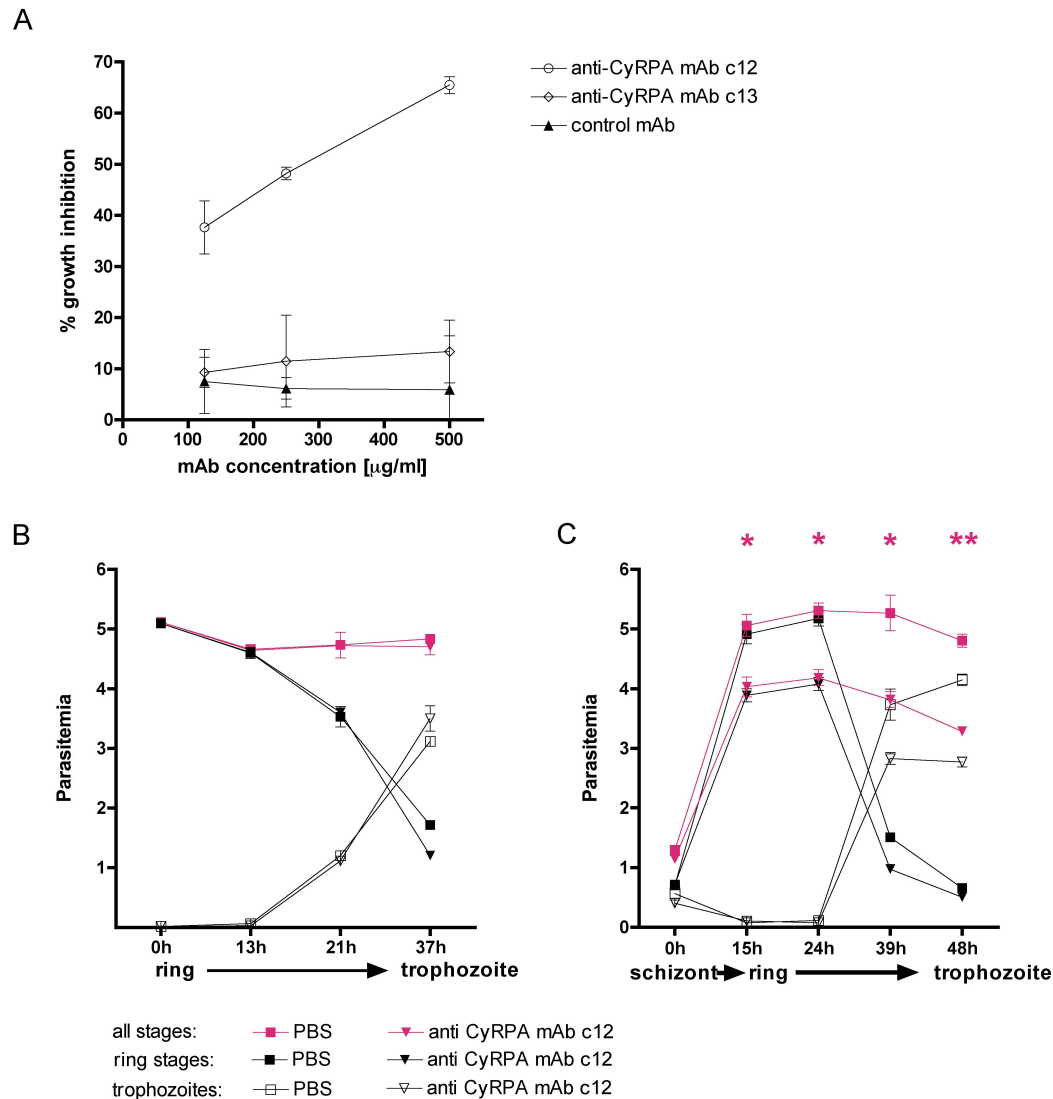 A
70
60
50
40
30
20
10
0
% growth inhibition
0 100 200 300 400 500
mAb concentration [μg/ml]
anti-CyRPA mAb c12
anti-CyRPA mAb c13
control mAb
B
6
5
4
3
2
1
Parasitemia
0h 13h 21h 37h
ring trophozoite
C
* * * **
6
5
4
3
2
1
0
Parasitemia
0h 15h 24h 39h 48h
schizont ring trophozoite
all stages: PBS anti CyRPA mAb c12
ring stages: PBS anti CyRPA mAb c12
trophozoites: PBS anti CyRPA mAb c12